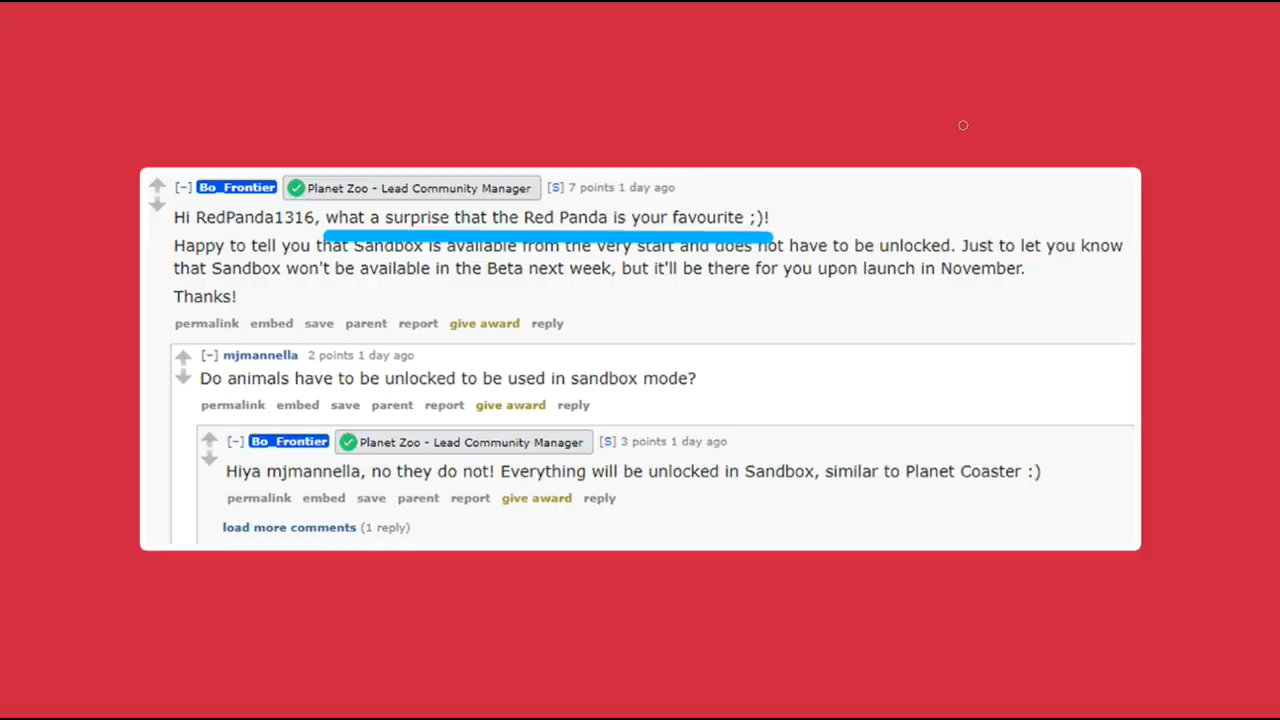 [-] Bo_Frontier Planet Zoo - Lead Community Manager [S] 7 points 1 day ago
Hi RedPanda1316, what a surprise that the Red Panda is your favourite ;)!
Happy to tell you that Sandbox is available from the very start and does not have to be unlocked. Just to let you know
that Sandbox won't be available in the Beta next week, but it'll be there for you upon launch in November.
Thanks!
permalink embed save parent report give award reply
[-] mjmannella 2 points 1 day ago
Do animals have to be unlocked to be used in sandbox mode?
permalink embed save parent report give award reply
[-] Bo_Frontier Planet Zoo - Lead Community Manager [S] 3 points 1 day ago
Hiya mjmannella, no they do not! Everything will be unlocked in Sandbox, similar to Planet Coaster :)
permalink embed save parent report give award reply
load more comments (1 reply)